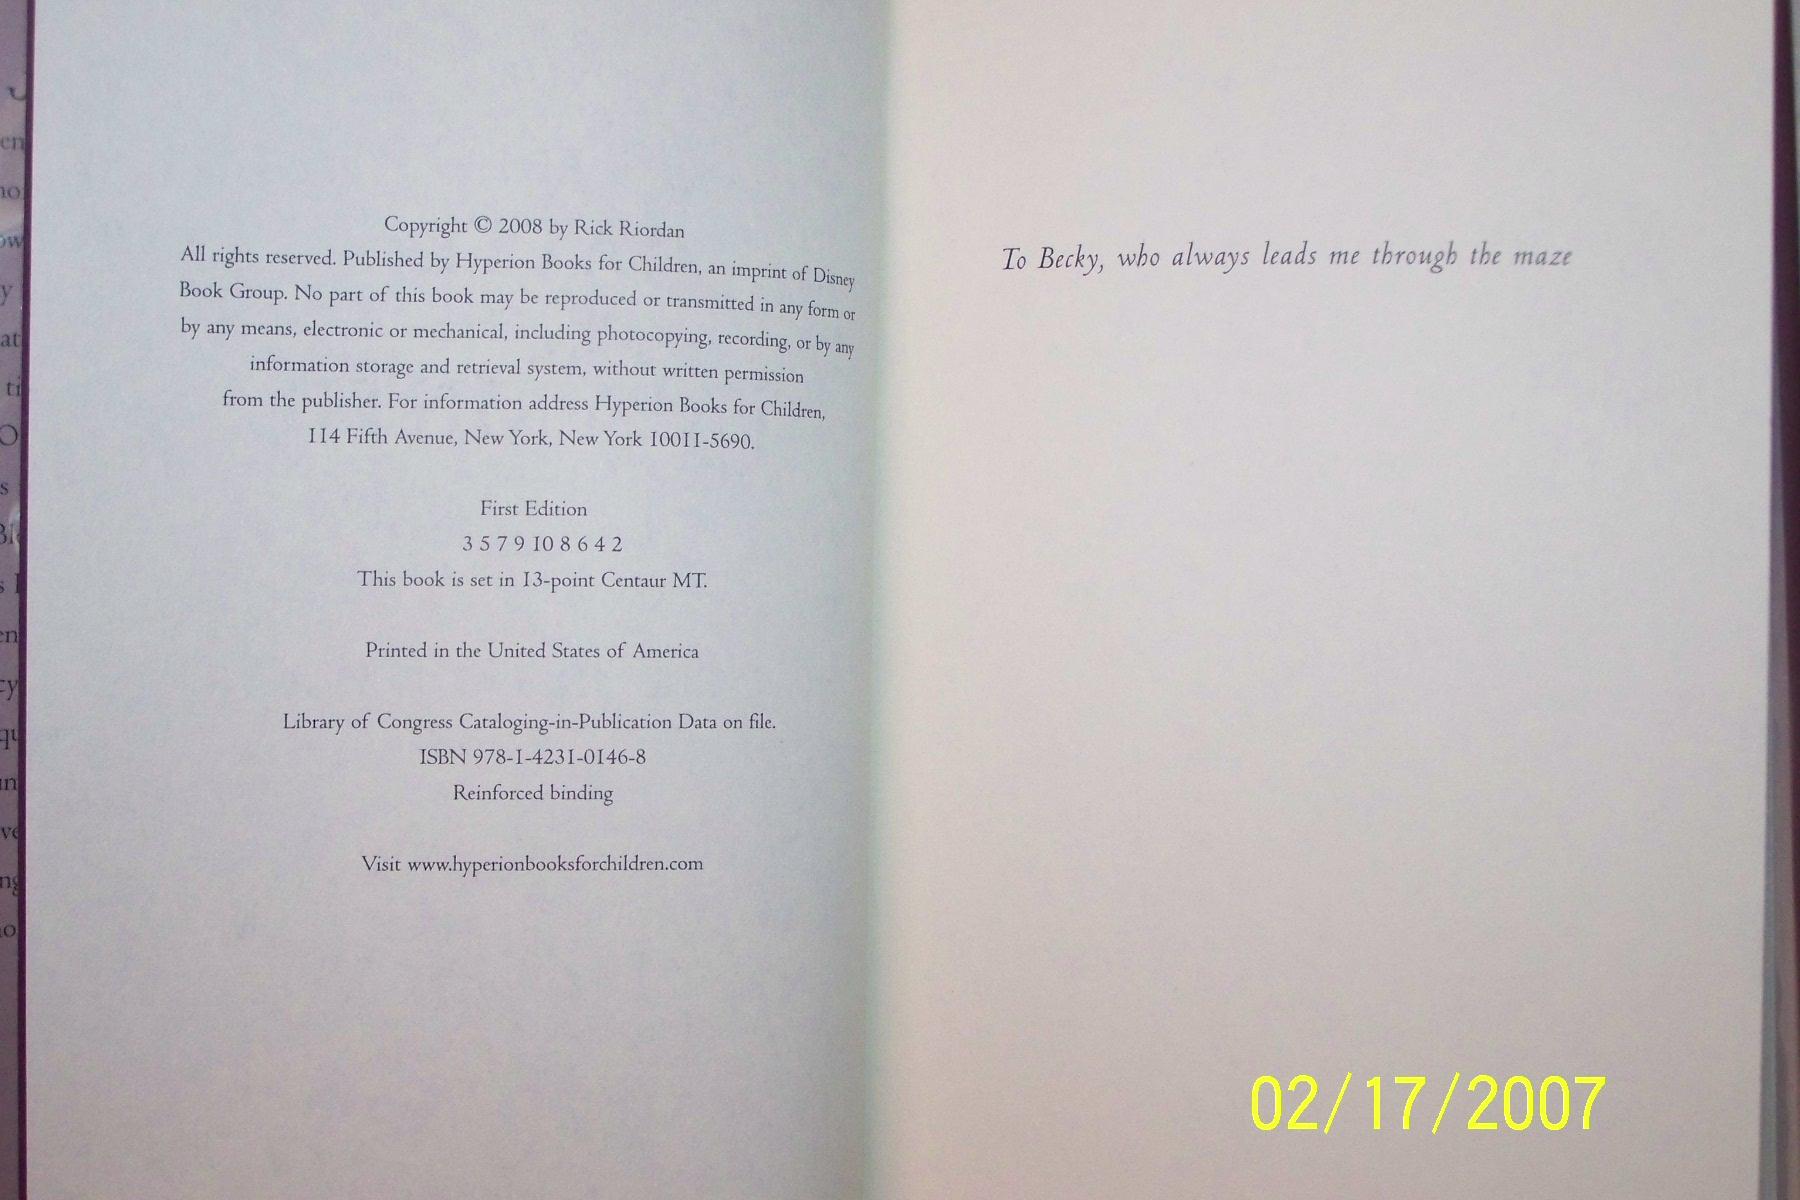 Copyright © 2008 by Rick Riordan
All rights reserved. Published by Hyperion Books for Children, an imprint of Disney
Book Group. No part of this book may be reproduced or transmitted in any form or
by any means, electronic or mechanical, including photocopying, recording, or by any
information storage and retrieval system, without written permission
from the publisher. For information address Hyperion Books for Children,
114 Fifth Avenue, New York, New York 10011-5690.
First Edition
3 5 7 9 10 8 6 4 2
This book is set in 13-point Centaur MT.
Printed in the United States of America
Library of Congress Cataloging-in-Publication Data on file.
ISBN 978-1-4231-0146-8
Reinforced binding
Visit www.hyperionbooksforchildren.com
To Becky, who always leads me through the maze
02/17/2007